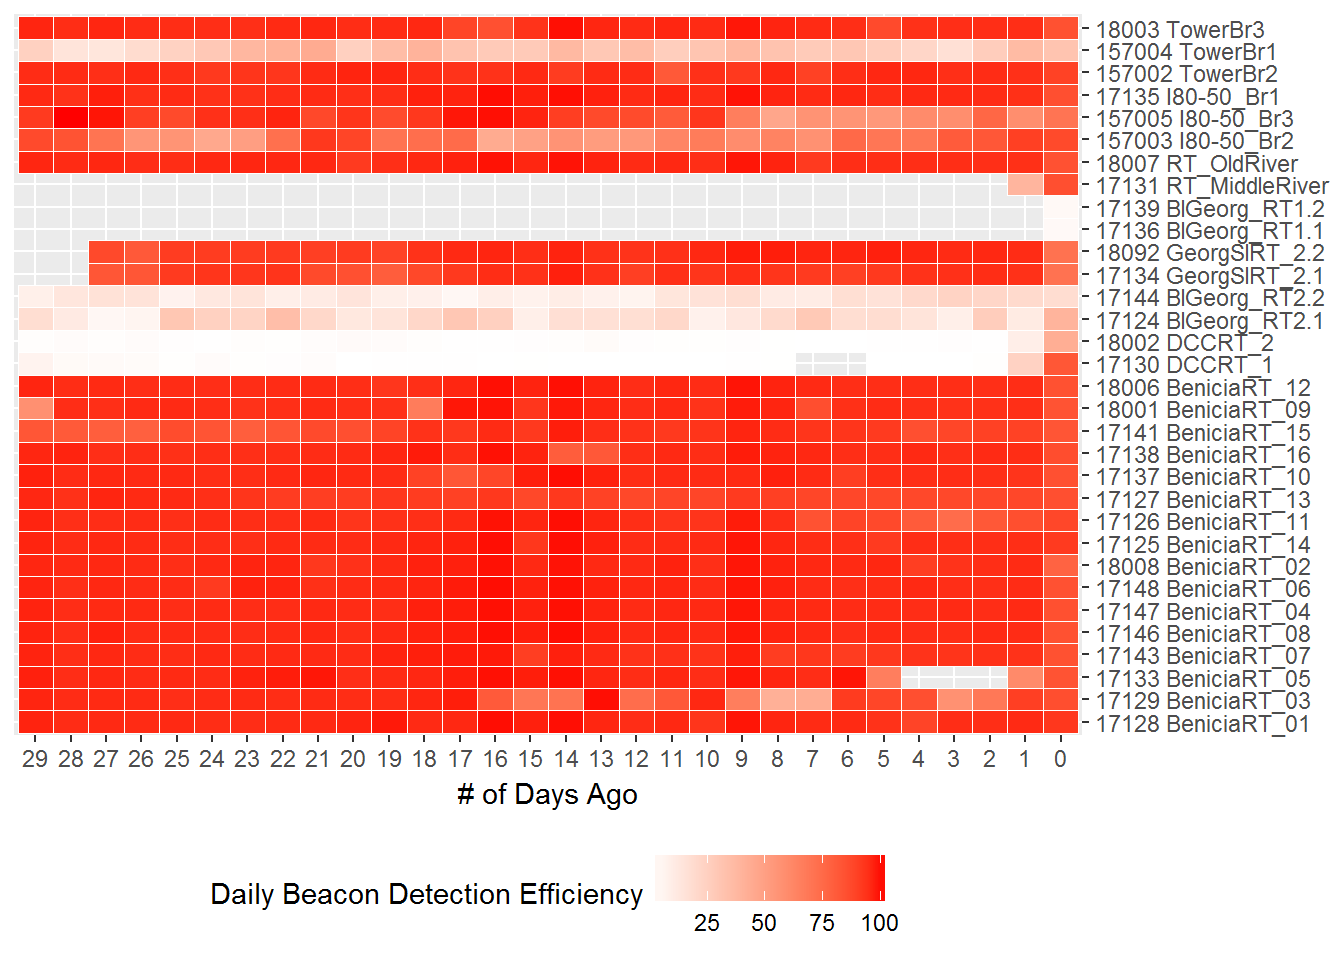 18003 TowerBr3
157004 TowerBr1
157002 TowerBr2
17135 I80-50_Br1
157005 I80-50_Br3
157003 I80-50_Br2
18007 RT_OldRiver
17131 RT_MiddleRiver
17139 BlGeorg_RT1.2
17136 BlGeorg_RT1.1
18092 GeorgSlRT_2.2
17134 GeorgSlRT_2.1
17144 BlGeorg_RT2.2
17124 BlGeorg_RT2.1
18002 DCCRT_2
17130 DCCRT_1
18006 BeniciaRT_12
18001 BeniciaRT_09
17141 BeniciaRT_15
17138 BeniciaRT_16
17137 BeniciaRT_10
17127 BeniciaRT_13
17126 BeniciaRT_11
17125 BeniciaRT_14
18008 BeniciaRT_02
17148 BeniciaRT_06
17147 BeniciaRT_04
17146 BeniciaRT_08
17143 BeniciaRT_07
17133 BeniciaRT_05
17129 BeniciaRT_03
17128 BeniciaRT_01
29 28 27 26 25 24 23 22 21 20 19 18 17 16 15 14 13 12 11 10 9 8 7 6 5 4 3 2 1 0
# of Days Ago
Daily Beacon Detection Efficiency
25 50 75 100